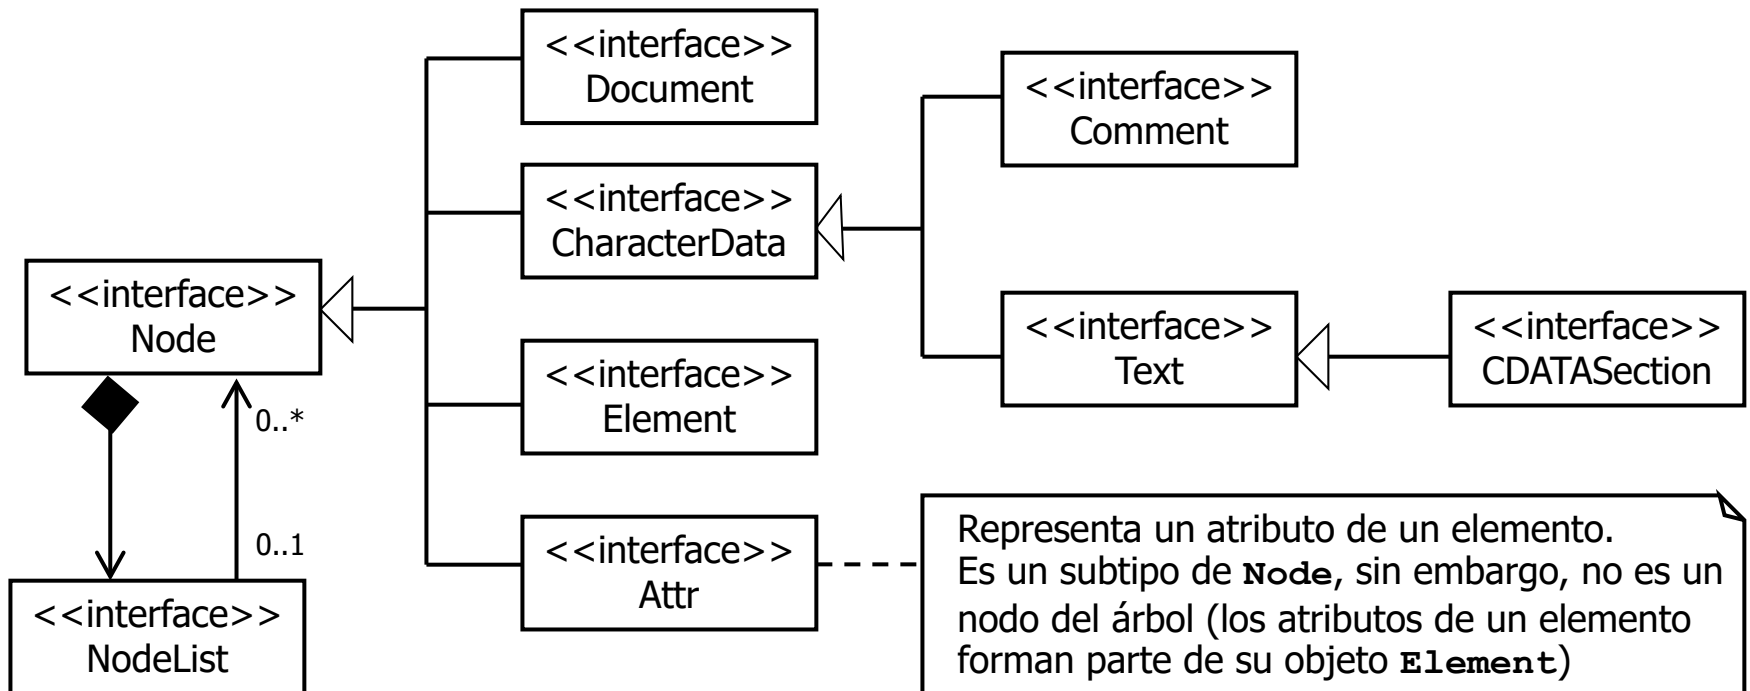 <<interface>>
Document
<<interface>>
CharacterData
<<interface>>
Comment
<<interface>>
Node
<<interface>>
Text
<<interface>>
CDATASection
<<interface>>
Element
0..*
0..1
<<interface>>
Attr
<<interface>>
NodeList
Representa un atributo de un elemento.
Es un subtipo de Node, sin embargo, no es un
nodo del árbol (los atributos de un elemento
forman parte de su objeto Element)